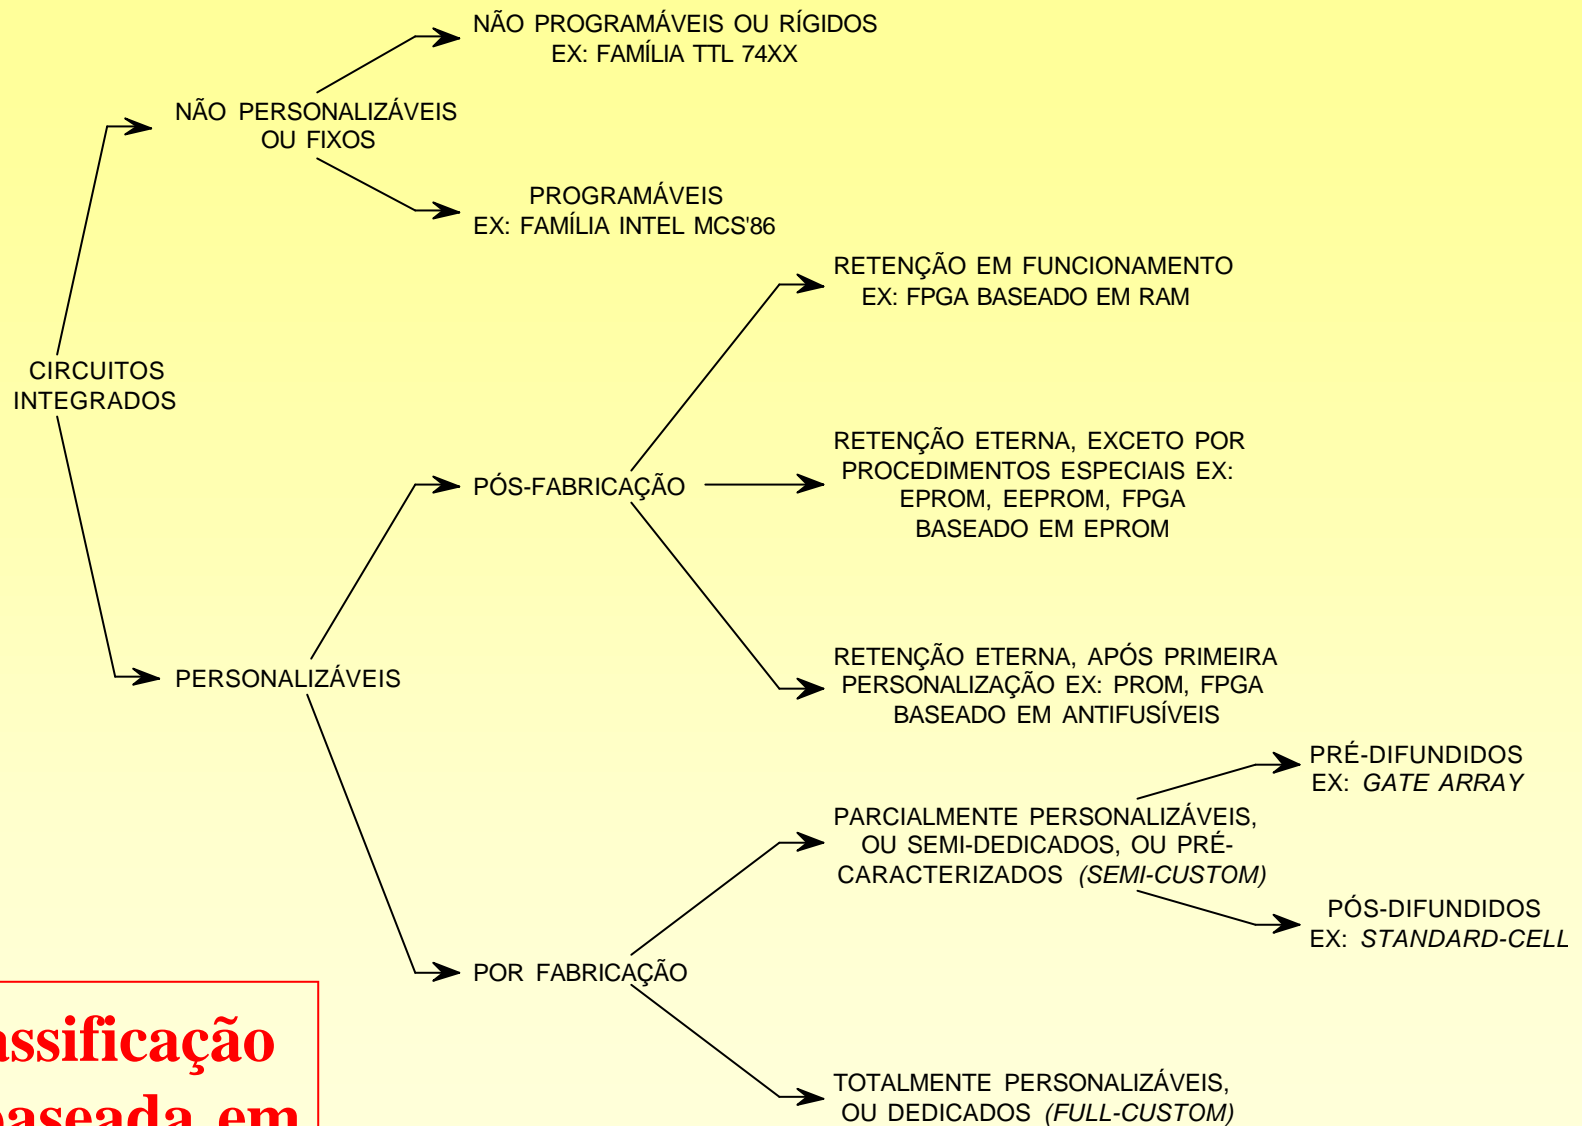 NÃO PROGRAMÁVEIS OU RÍGIDOS
EX: FAMÍLIA TTL 74XX
NÃO PERSONALIZÁVEIS
OU FIXOS
PROGRAMÁVEIS
EX: FAMÍLIA INTEL MCS'86
RETENÇÃO EM FUNCIONAMENTO
EX: FPGA BASEADO EM RAM
CIRCUITOS
INTEGRADOS
RETENÇÃO ETERNA, EXCETO POR
PROCEDIMENTOS ESPECIAIS EX:
EPROM, EEPROM, FPGA
BASEADO EM EPROM
PÓS-FABRICAÇÃO
RETENÇÃO ETERNA, APÓS PRIMEIRA
PERSONALIZAÇÃO EX: PROM, FPGA
BASEADO EM ANTIFUSÍVEIS
PERSONALIZÁVEIS
PRÉ-DIFUNDIDOS
EX: GATE ARRAY
PARCIALMENTE PERSONALIZÁVEIS,
OU SEMI-DEDICADOS, OU PRÉ-
CARACTERIZADOS (SEMI-CUSTOM)
PÓS-DIFUNDIDOS
EX: STANDARD-CELL
POR FABRICAÇÃO
TOTALMENTE PERSONALIZÁVEIS,
OU DEDICADOS (FULL-CUSTOM)
assificação
baseada em